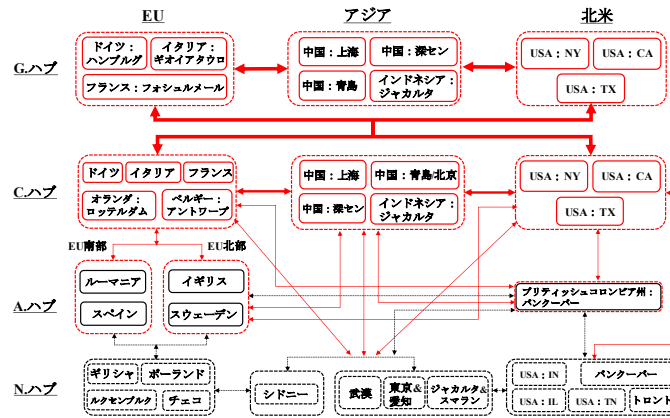 EU
アジア
北米
G.ハブ
ドイツ：
ハンブルグ
イタリア：
ギオイアタウロ
フランス：フォシュルメール
中国：上海
中国：深セン
中国：青島
インドネシア：
ジャカルタ
USA：NY
USA：CA
USA：TX
C.ハブ
ドイツ
イタリア
フランス
オランダ：
ロッテルダム
ベルギー：
アントワープ
中国：上海
中国：青島/北京
中国：深セン
インドネシア：
ジャカルタ
USA：NY
USA：CA
USA：TX
EU南部
EU北部
A.ハブ
ルーマニア
スペイン
イギリス
スウェーデン
ブリティッシュコロンビア州：
バンクーバー
N.ハブ
ギリシャ
ポーランド
ルクセンブルク
チェコ
シドニー
武漢
東京&
愛知
ジャカルタ&
スマラン
USA：IN
バンクーバー
USA：IL
USA：TN
トロント